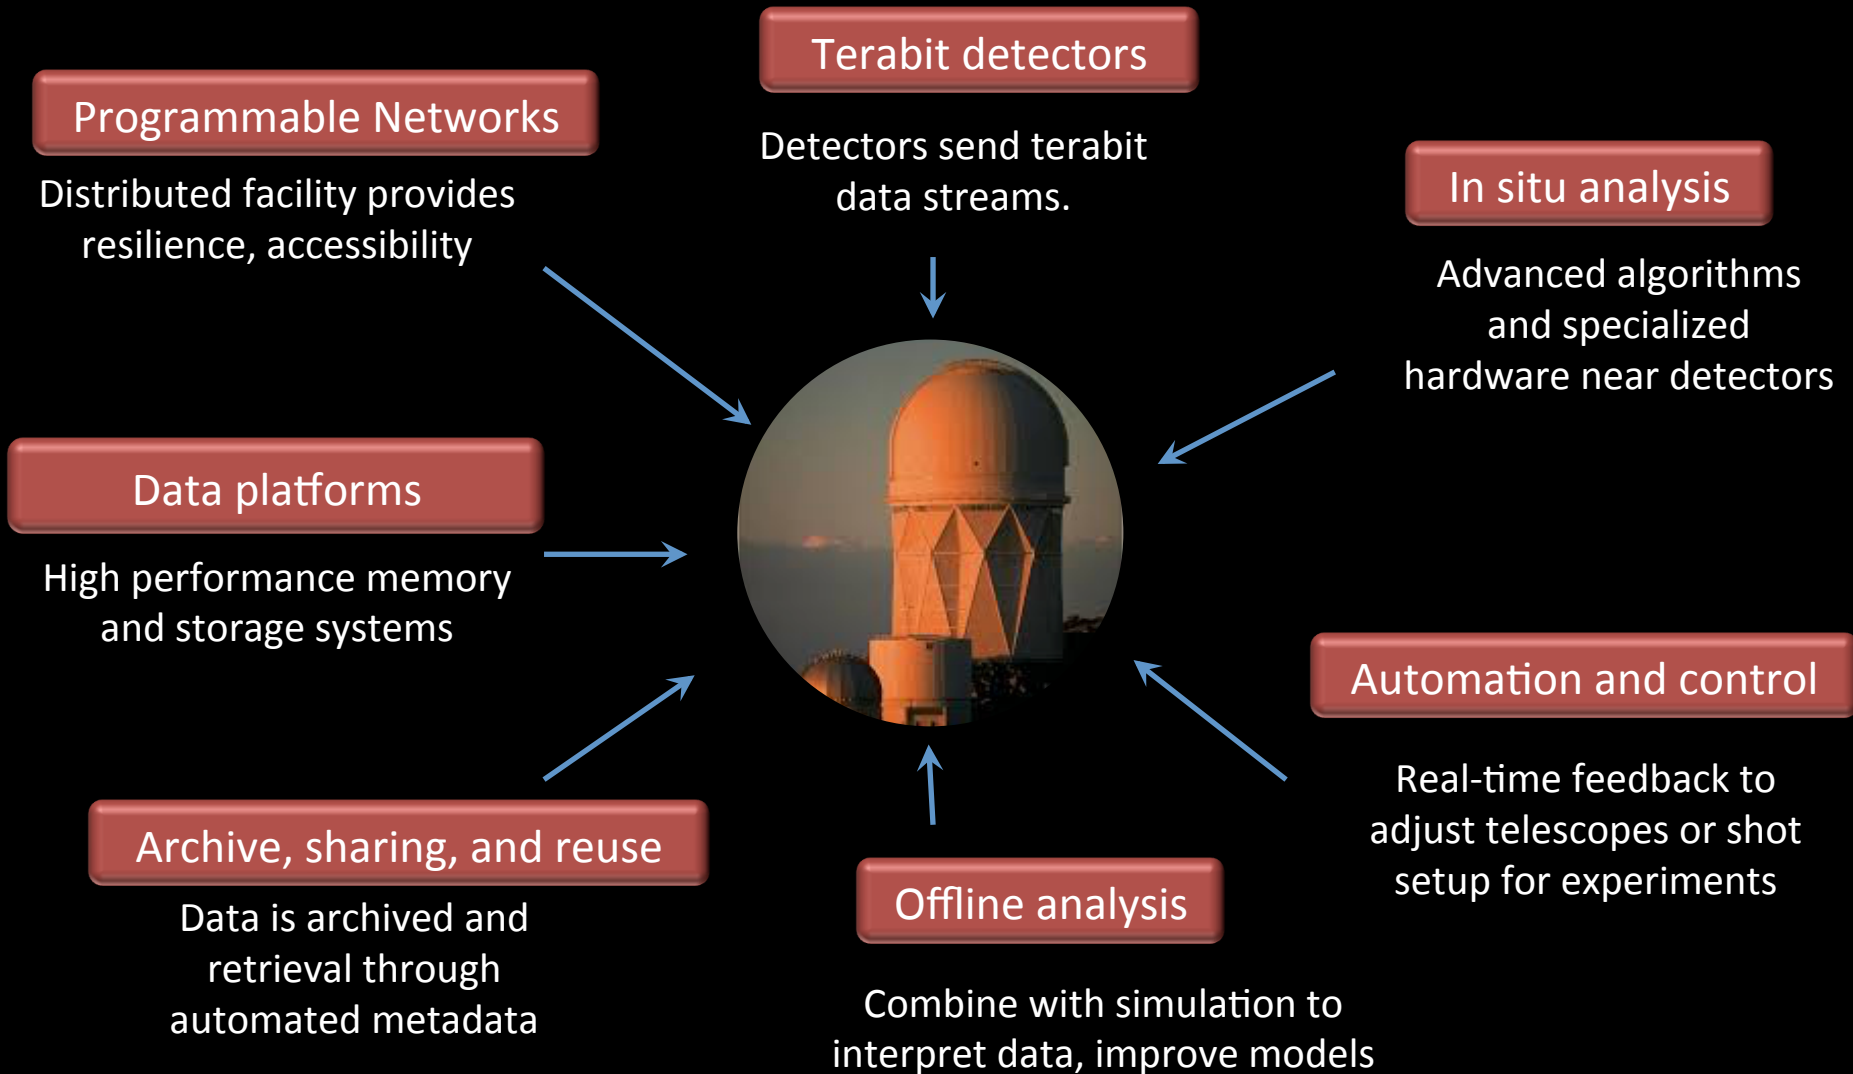 Terabit detectors
Detectors send terabit
data streams.
Programmable Networks
Distributed facility provides
resilience, accessibility
In situ analysis
Advanced algorithms
and specialized
hardware near detectors
Data platforms
High performance memory
and storage systems
Automation and control
Real-time feedback to
adjust telescopes or shot
setup for experiments
Archive, sharing, and reuse
Data is archived and
retrieval through
automated metadata
Offline analysis
Combine with simulation to
interpret data, improve models